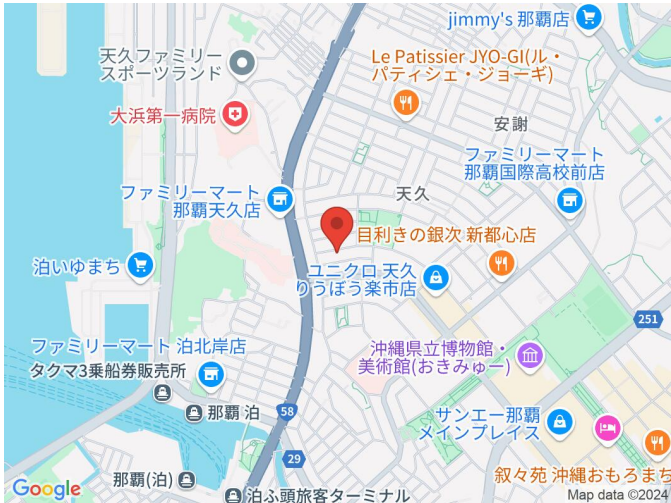 jimmy's 那覇店
天久ファミリー
スポーツランド
Le Patissier JYO-GI(ル・
パティシェ・ジョーギ)
大浜第一病院
安謝
ファミリーマート
那覇国際高校前店
天久
ファミリーマート
那覇天久店
目利きの銀次 新都心店
泊いゆまち
ユニクロ 天久
りうぼう楽市店
251
沖縄県立博物館・
美術館(おきみゅー)
ファミリーマート 泊北岸店
タクマ3乗船券販売所
那覇 泊
58
サンエー那覇
メインプレイス
29
那覇(泊)
叙々苑 沖縄おもろまち
Google
泊ふ頭旅客ターミナル
Map data ©2024